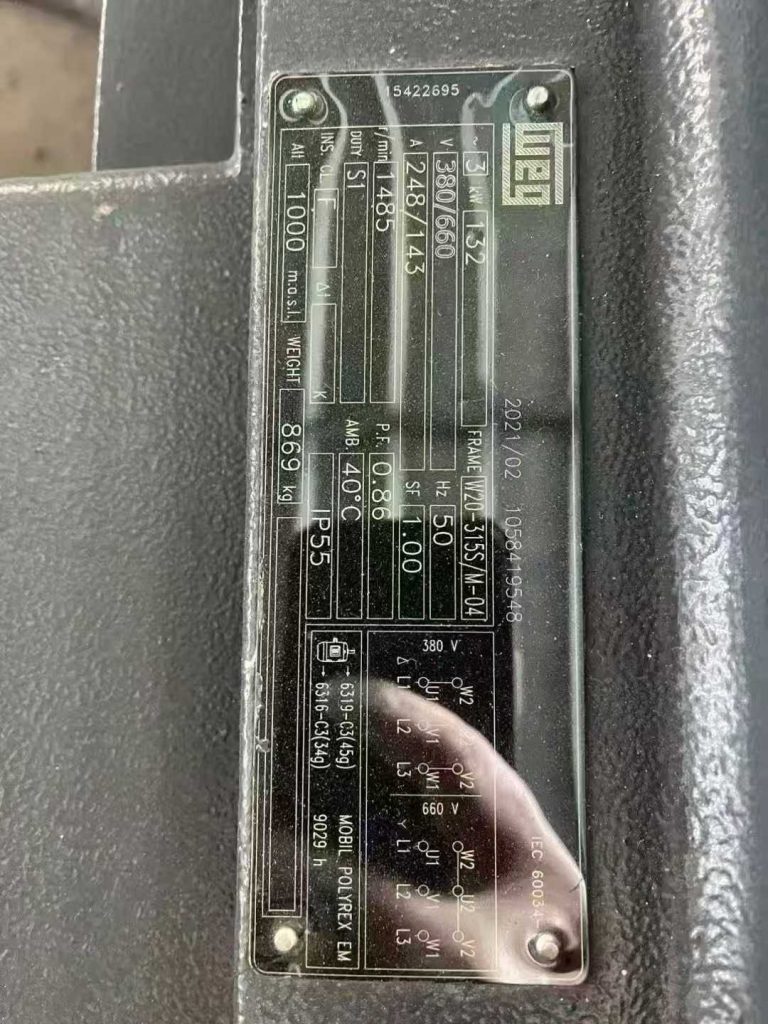 15422695
WEG
2021/02 1058419548
IEC 60034-
~ 3 kW 132 FRAME W20-315S/M-04
V 380/660 Hz 50
A 248/143 SF 1.00
r/min 1485 P.F. 0.86
DUTY S1 AMB. 40°C
INS CL F Δt K IP55
Alt 1000 m.a.s.l. WEIGHT 869 kg
380 V
W2 V2
U1 V1 W1
Δ L1 L2 L3
660 V
W2 U2 V2
U1 V1 W1
Y L1 L2 L3
6319-C3(45g) MOBIL POLYREX EM
6316-C3(34g) 9029 h